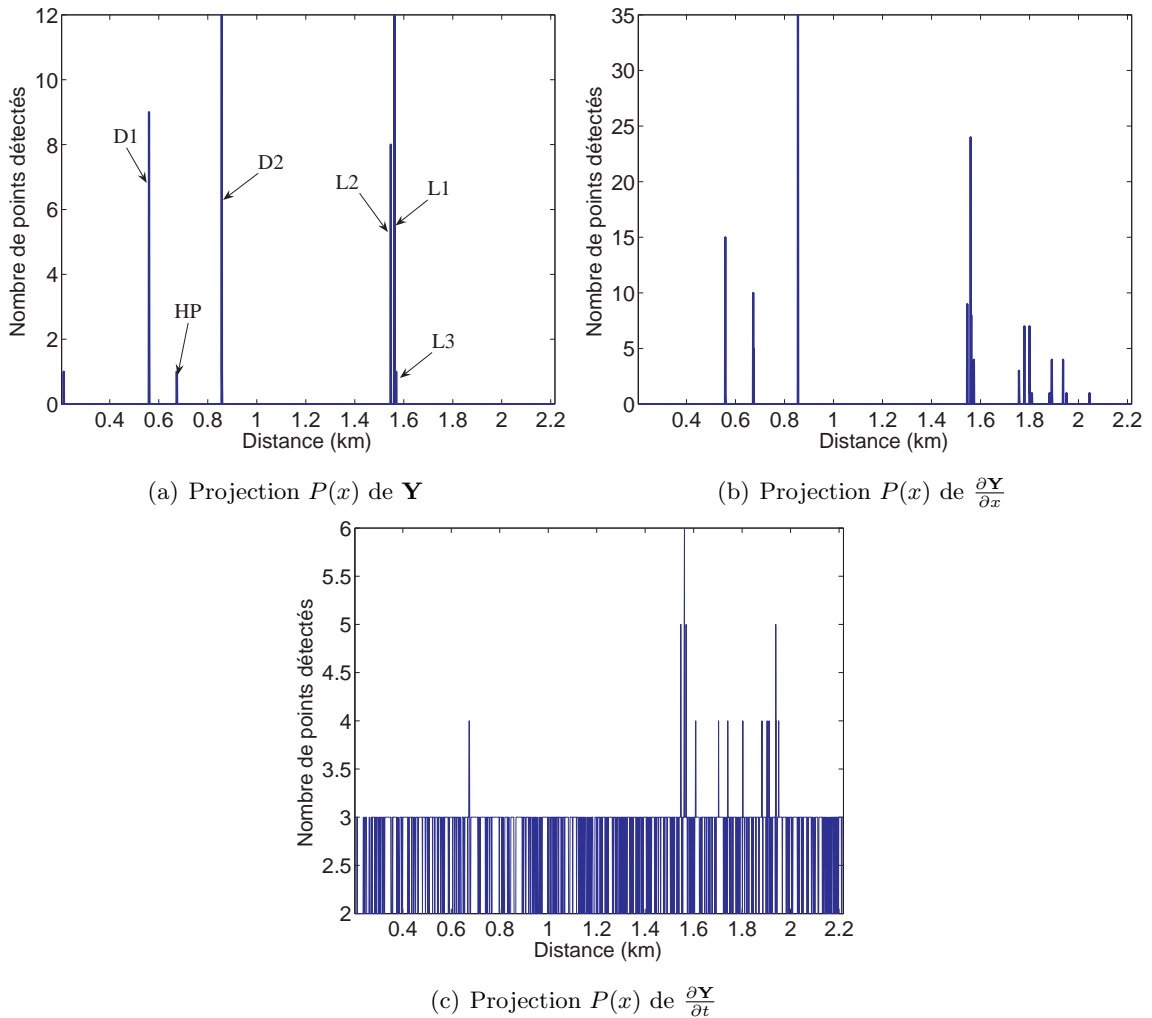 12
10
8
6
4
2
0
Nombre de points détectés
D1
HP
D2
L2
L1
L3
0.4 0.6 0.8 1 1.2 1.4 1.6 1.8 2 2.2
Distance (km)
(a) Projection P(x) de Y
35
30
25
20
15
10
5
0
Nombre de points détectés
0.4 0.6 0.8 1 1.2 1.4 1.6 1.8 2 2.2
Distance (km)
(b) Projection P(x) de ∂Y/∂x
6
5.5
5
4.5
4
3.5
3
2.5
2
Nombre de points détectés
0.4 0.6 0.8 1 1.2 1.4 1.6 1.8 2 2.2
Distance (km)
(c) Projection P(x) de ∂Y/∂t